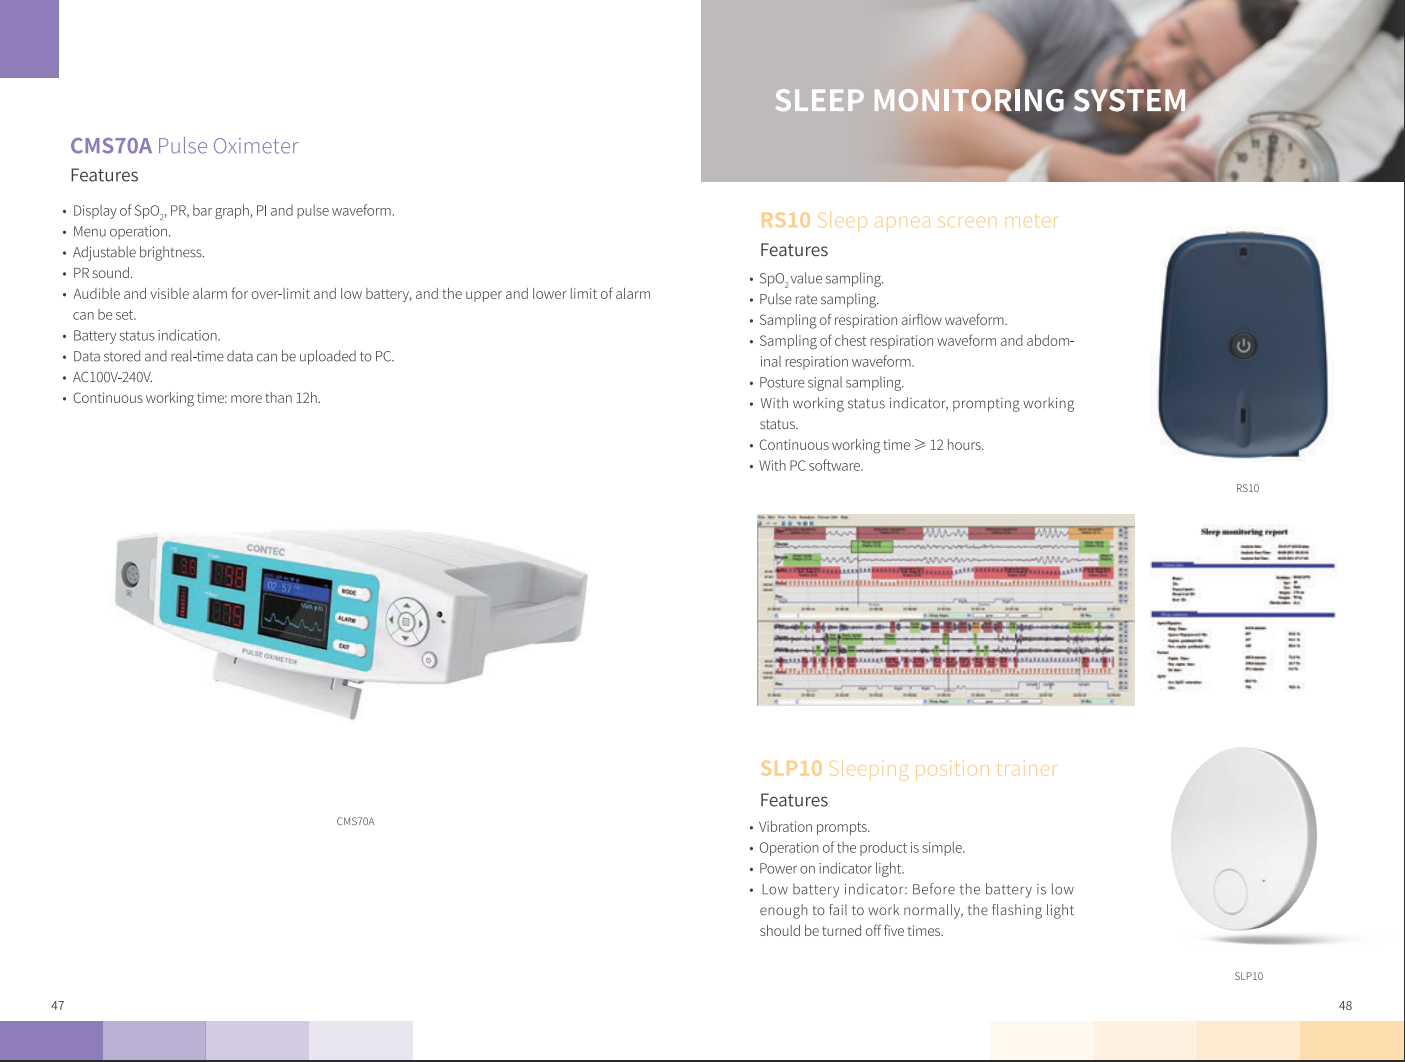 CMS70A Pulse Oximeter
Features
• Display of SpO2, PR, bar graph, PI and pulse waveform.
• Menu operation.
• Adjustable brightness.
• PR sound.
• Audible and visible alarm for over-limit and low battery, and the upper and lower limit of alarm
can be set.
• Battery status indication.
• Data stored and real-time data can be uploaded to PC.
• AC100V-240V.
• Continuous working time: more than 12h.
CONTEC
98
75
02 57
MODE
ALARM
EXIT
PULSE OXIMETER
CMS70A
47
SLEEP MONITORING SYSTEM
RS10 Sleep apnea screen meter
Features
• SpO2 value sampling.
• Pulse rate sampling.
• Sampling of respiration airflow waveform.
• Sampling of chest respiration waveform and abdom-
inal respiration waveform.
• Posture signal sampling.
• With working status indicator, prompting working
status.
• Continuous working time ⩾ 12 hours.
• With PC software.
RS10
Sleep monitoring report
SLP10 Sleeping position trainer
Features
• Vibration prompts.
• Operation of the product is simple.
• Power on indicator light.
• Low battery indicator: Before the battery is low
enough to fail to work normally, the flashing light
should be turned off five times.
SLP10
48